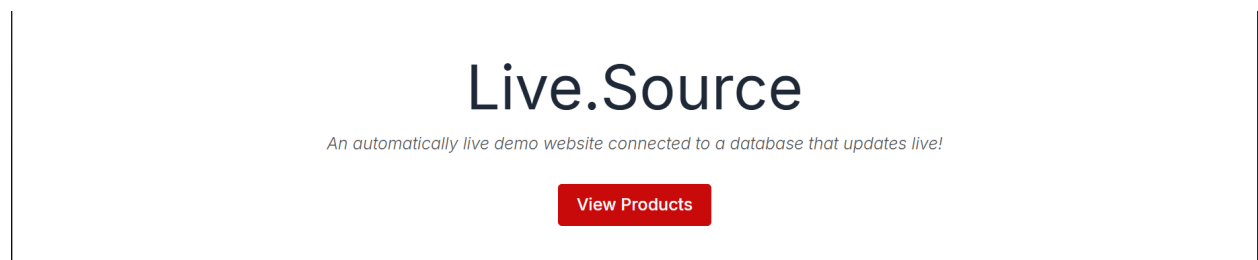 Live.Source
An automatically live demo website connected to a database that updates live!
View Products